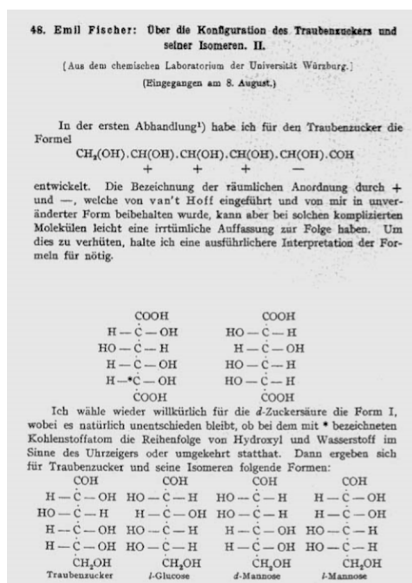 48. Emil Fischer: Über die Konfiguration des Traubenzuckers und
seiner Isomeren. II.
[Aus dem chemischen Laboratorium der Universität Würzburg.]
(Eingegangen am 8. August.)
In der ersten Abhandlung¹) habe ich für den Traubenzucker die
Formel
CH₂(OH).CH(OH).CH(OH).CH(OH).CH(OH).COH
+ + + —
entwickelt. Die Bezeichnung der räumlichen Anordnung durch +
und —, welche von van't Hoff eingeführt und von mir in unver-
änderter Form beibehalten wurde, kann aber bei solchen komplizierten
Molekülen leicht eine irrtümliche Auffassung zur Folge haben. Um
dies zu verhüten, halte ich eine ausführlichere Interpretation der For-
meln für nötig.
COOH COOH
H — C — OH HO — C — H
HO — C — H H — C — OH
H — C — OH HO — C — H
H —*C — OH HO — C — H
COOH COOH
Ich wähle wieder willkürlich für die d-Zuckersäure die Form I,
wobei es natürlich unentschieden bleibt, ob bei dem mit * bezeichneten
Kohlenstoffatom die Reihenfolge von Hydroxyl und Wasserstoff im
Sinne des Uhrzeigers oder umgekehrt statthat. Dann ergeben sich
für Traubenzucker und seine Isomeren folgende Formen:
COH COH COH COH
H — C — OH HO — C — H HO — C — H H — C — OH
HO — C — H H — C — OH HO — C — H H — C — OH
H — C — OH HO — C — H H — C — OH HO — C — H
H — C — OH HO — C — H H — C — OH HO — C — H
CH₂OH CH₂OH CH₂OH CH₂OH
Traubenzucker l-Glucose d-Mannose l-Mannose